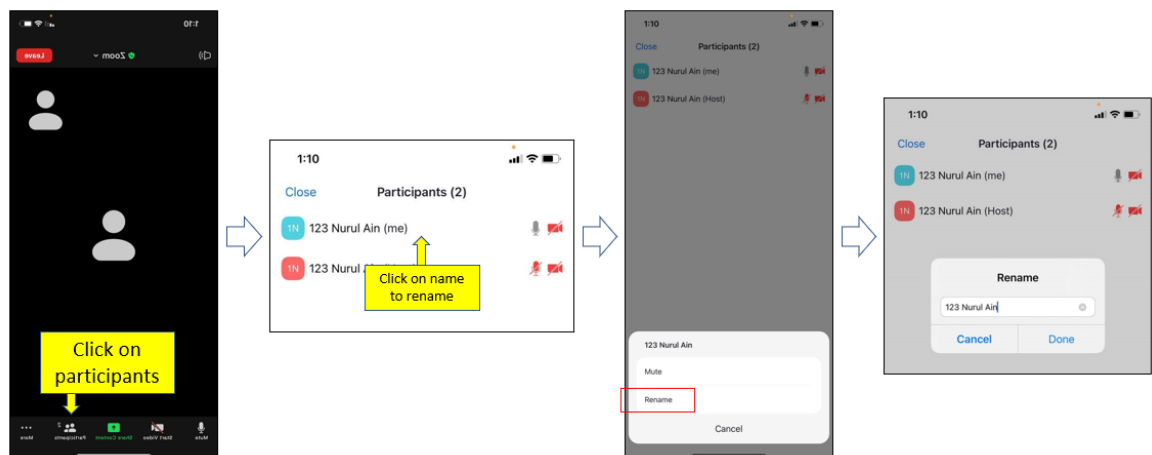 1:10
Leave
Zoom
Click on
participants
Mute
Start Video
Share Content
2
Participants
More
1:10
Close
Participants (2)
1N
123 Nurul Ain (me)
1N
123 Nurul
Click on name
to rename
1:10
Close
Participants (2)
1N
123 Nurul Ain (me)
1N
123 Nurul Ain (Host)
123 Nurul Ain
Mute
Rename
Cancel
1:10
Close
Participants (2)
1N
123 Nurul Ain (me)
1N
123 Nurul Ain (Host)
Rename
123 Nurul Ain
Cancel
Done